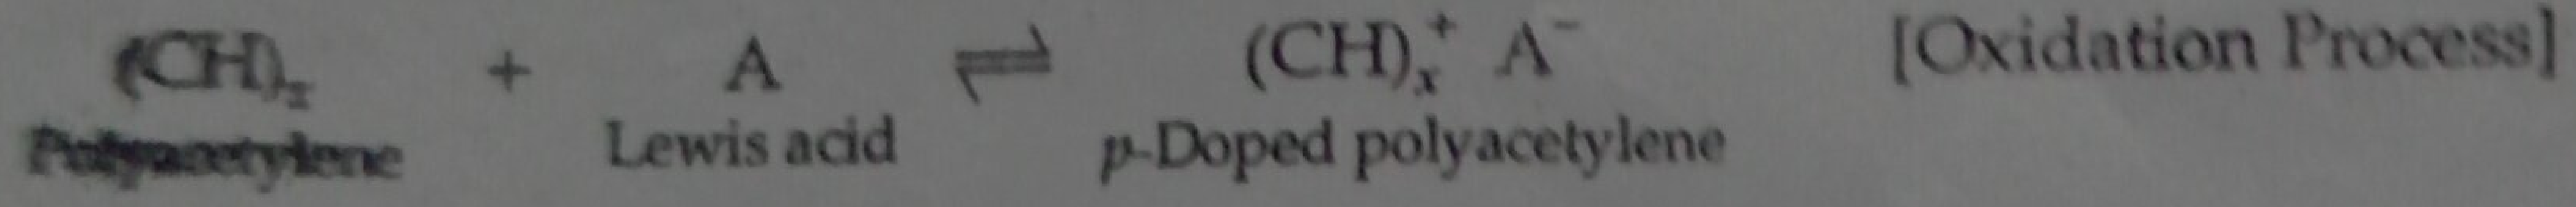 (CH)ₓ + A ⇌ (CH)ₓ⁺ A⁻ [Oxidation Process]
Polyacetylene Lewis acid p-Doped polyacetylene